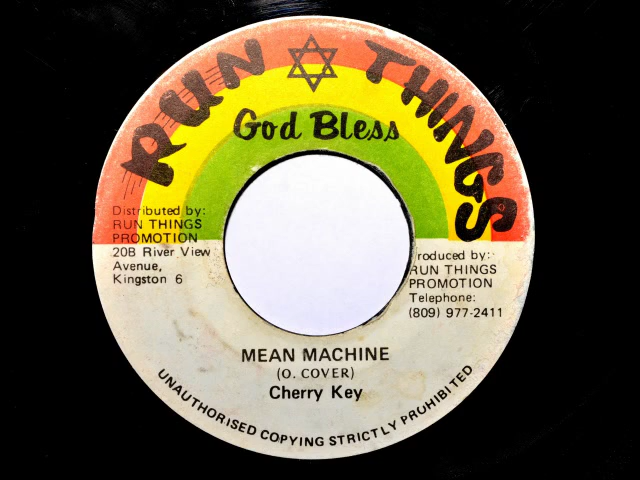 RUN THINGS
God Bless
Distributed by:
RUN THINGS
PROMOTION
20B River View
Avenue,
Kingston 6
roduced by:
RUN THINGS
PROMOTION
Telephone:
(809) 977-2411
MEAN MACHINE
(O. COVER)
Cherry Key
UNAUTHORISED COPYING STRICTLY PROHIBITED